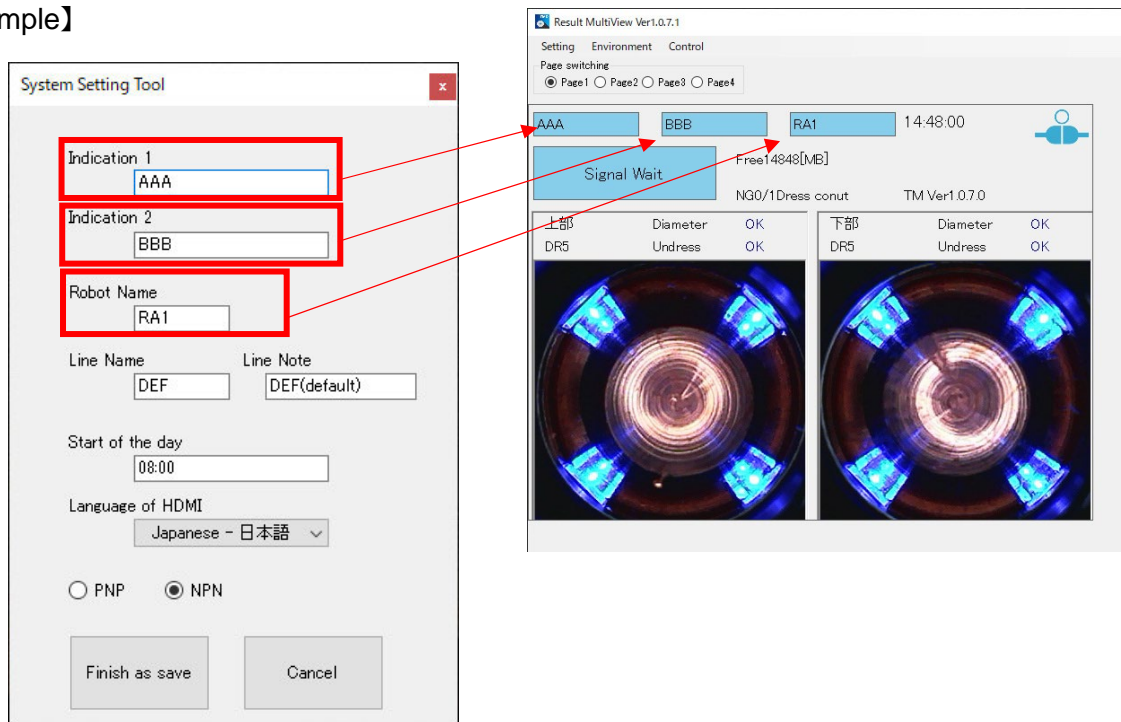 mple】
System Setting Tool
x
Indication 1
AAA
Indication 2
BBB
Robot Name
RA1
Line Name Line Note
DEF DEF(default)
Start of the day
08:00
Language of HDMI
Japanese - 日本語
PNP NPN
Finish as save Cancel
Result MultiView Ver1.0.7.1
Setting Environment Control
Page switching
Page1 Page2 Page3 Page4
AAA BBB RA1 14:48:00
Signal Wait
Free14848[MB]
NG0/1Dress conut TM Ver1.0.7.0
上部 Diameter OK
DR5 Undress OK
下部 Diameter OK
DR5 Undress OK